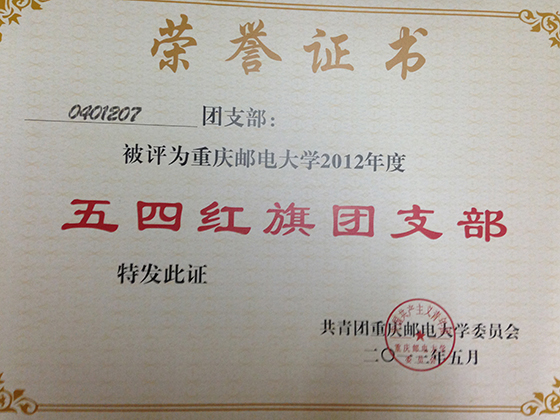 荣誉证书
0401207 团支部：
被评为重庆邮电大学2012年度
五四红旗团支部
特发此证
共青团重庆邮电大学委员会
二〇一二年五月
重庆邮电大学